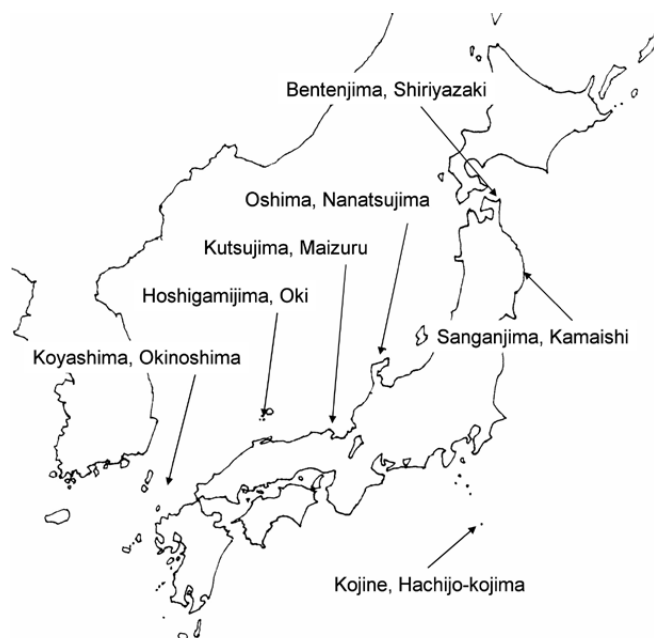 Bentenjima, Shiriyazaki
Oshima, Nanatsujima
Kutsujima, Maizuru
Hoshigamijima, Oki
Sanganjima, Kamaishi
Koyashima, Okinoshima
Kojine, Hachijo-kojima